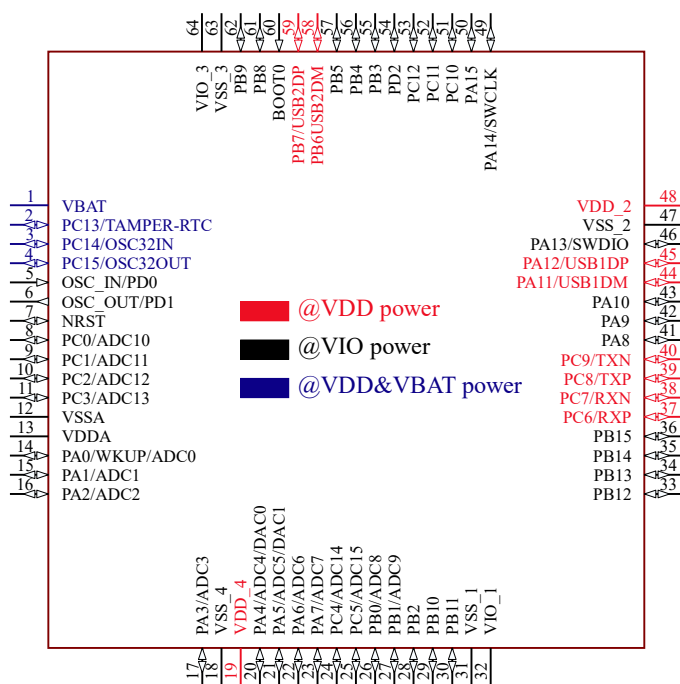 64 VIO_3
63 VSS_3
62 PB9
61 PB8
60 BOOT0
59 PB7/USB2DP
58 PB6USB2DM
57 PB5
56 PB4
55 PB3
54 PD2
53 PC12
52 PC11
51 PC10
50 PA15
49 PA14/SWCLK
1 VBAT
2 PC13/TAMPER-RTC
3 PC14/OSC32IN
4 PC15/OSC32OUT
5 OSC_IN/PD0
6 OSC_OUT/PD1
7 NRST
8 PC0/ADC10
9 PC1/ADC11
10 PC2/ADC12
11 PC3/ADC13
12 VSSA
13 VDDA
14 PA0/WKUP/ADC0
15 PA1/ADC1
16 PA2/ADC2
@VDD power
@VIO power
@VDD&VBAT power
VDD_2 48
VSS_2 47
PA13/SWDIO 46
PA12/USB1DP 45
PA11/USB1DM 44
PA10 43
PA9 42
PA8 41
PC9/TXN 40
PC8/TXP 39
PC7/RXN 38
PC6/RXP 37
PB15 36
PB14 35
PB13 34
PB12 33
17 PA3/ADC3
18 VSS_4
19 VDD_4
20 PA4/ADC4/DAC0
21 PA5/ADC5/DAC1
22 PA6/ADC6
23 PA7/ADC7
24 PC4/ADC14
25 PC5/ADC15
26 PB0/ADC8
27 PB1/ADC9
28 PB2
29 PB10
30 PB11
31 VSS_1
32 VIO_1